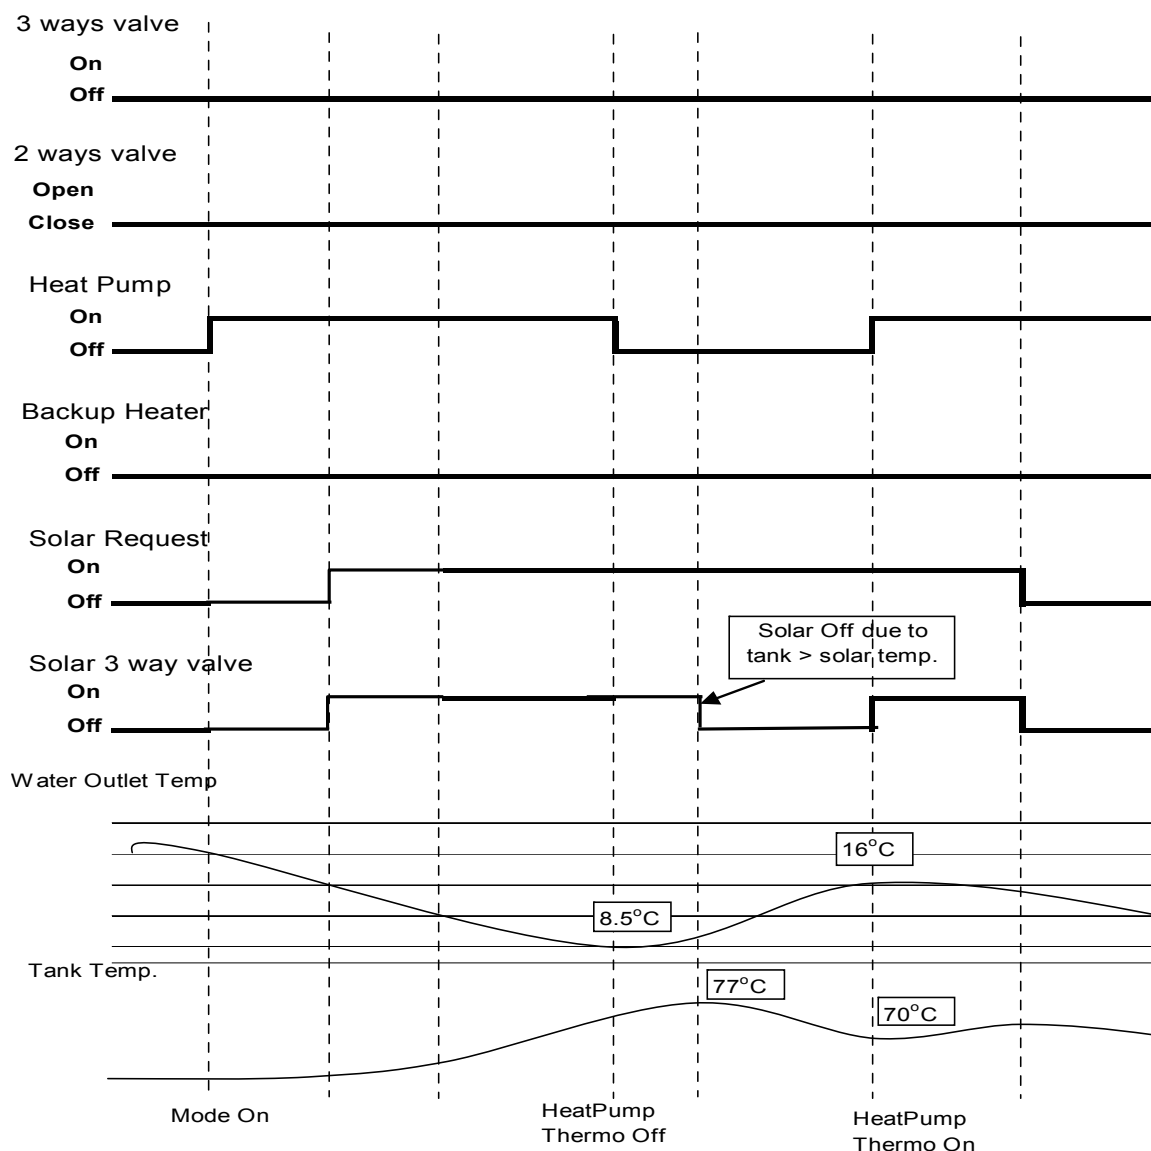 3 ways valve
On
Off
2 ways valve
Open
Close
Heat Pump
On
Off
Backup Heater
On
Off
Solar Request
On
Off
Solar Off due to
tank > solar temp.
Solar 3 way valve
On
Off
Water Outlet Temp
16°C
8.5°C
Tank Temp.
77°C
70°C
Mode On
HeatPump
Thermo Off
HeatPump
Thermo On